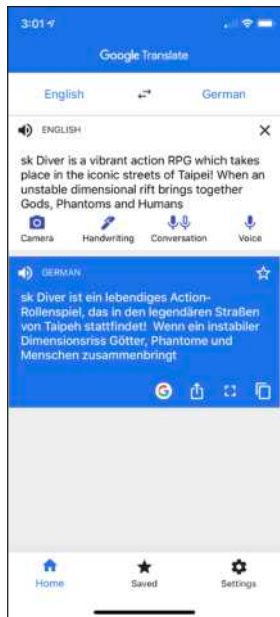 3:01
Google Translate
English
German
ENGLISH
sk Diver is a vibrant action RPG which takes
place in the iconic streets of Taipei! When an
unstable dimensional rift brings together
Gods, Phantoms and Humans
Camera
Handwriting
Conversation
Voice
GERMAN
sk Diver ist ein lebendiges Action-
Rollenspiel, das in den legendären Straßen
von Taipeh stattfindet! Wenn ein instabiler
Dimensionsriss Götter, Phantome und
Menschen zusammenbringt
G
Home
Saved
Settings